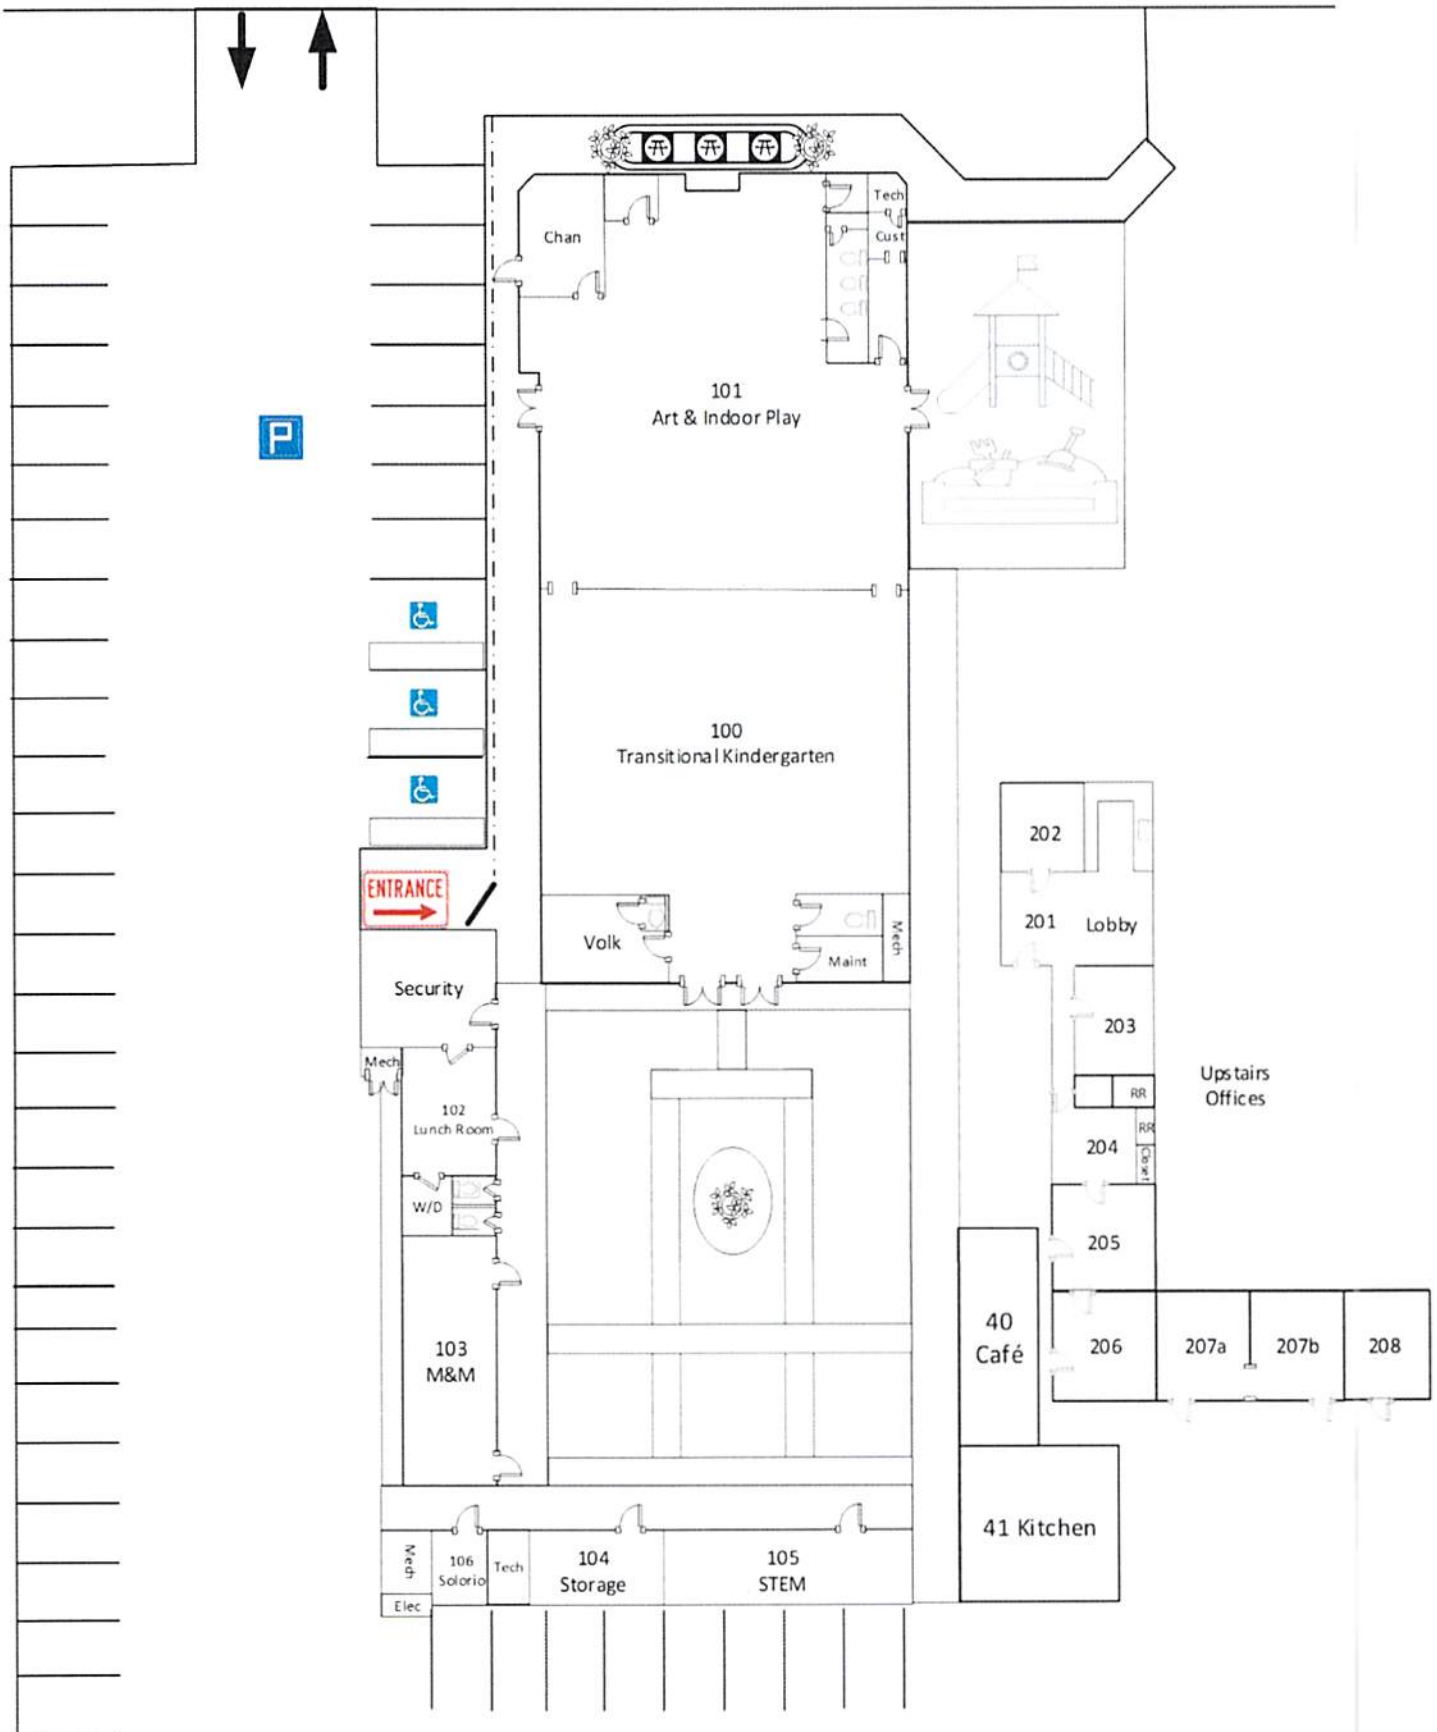 Tech
Chan
Cust
101
Art & Indoor Play
P
100
Transitional Kindergarten
202
ENTRANCE
201
Lobby
Volk
Mech
Maint
Security
203
Mech
Upstairs
Offices
RR
102
Lunch Room
RR
204
Closet
W/D
205
40
Café
206
207a
207b
208
103
M&M
41 Kitchen
Mech
106
Solorio
Tech
104
Storage
105
STEM
Elec